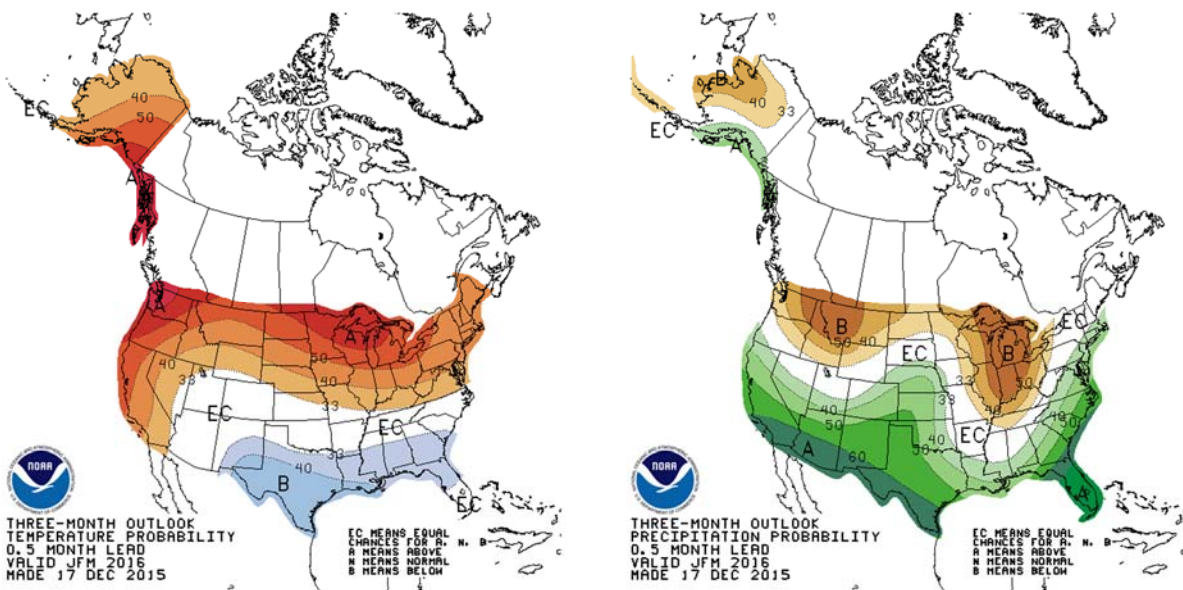 40
50
EC
A
A
A
50
40
40
33
40
33
EC
EC
33
40
B
EC
NOAA
THREE-MONTH OUTLOOK
TEMPERATURE PROBABILITY
0.5 MONTH LEAD
VALID JFM 2016
MADE 17 DEC 2015
EC MEANS EQUAL
CHANCES FOR A, N, B
A MEANS ABOVE
N MEANS NORMAL
B MEANS BELOW
B
40
33
EC
A
EC
B
50
40
EC
B
33
50
33
40
40
40
50
50
EC
40
A
60
50
A
NOAA
THREE-MONTH OUTLOOK
PRECIPITATION PROBABILITY
0.5 MONTH LEAD
VALID JFM 2016
MADE 17 DEC 2015
EC MEANS EQUAL
CHANCES FOR A, N, B
A MEANS ABOVE
N MEANS NORMAL
B MEANS BELOW